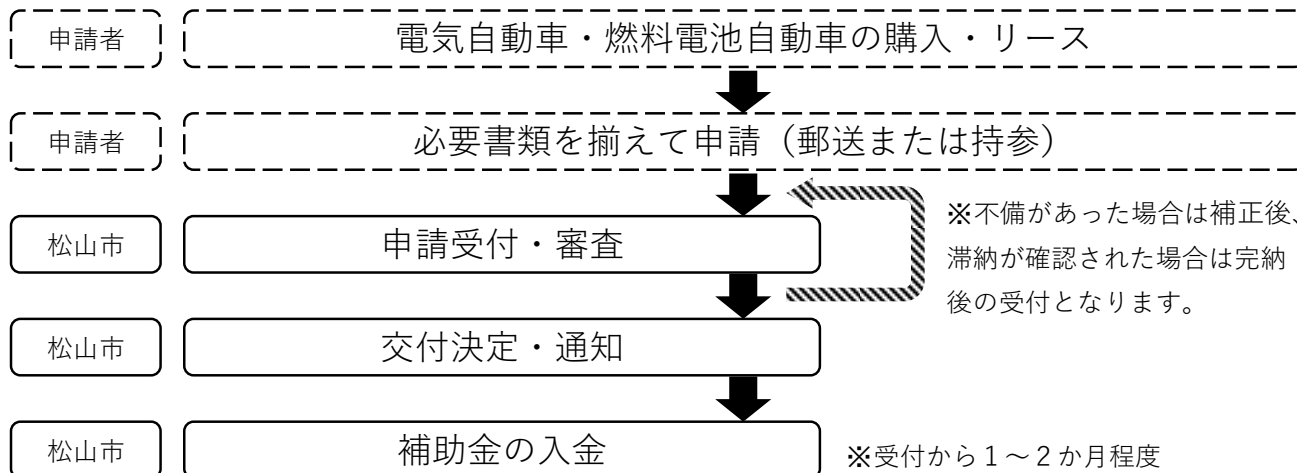 申請者
電気自動車・燃料電池自動車の購入・リース
申請者
必要書類を揃えて申請（郵送または持参）
松山市
申請受付・審査
※不備があった場合は補正後、
滞納が確認された場合は完納
後の受付となります。
松山市
交付決定・通知
松山市
補助金の入金
※受付から１～２か月程度